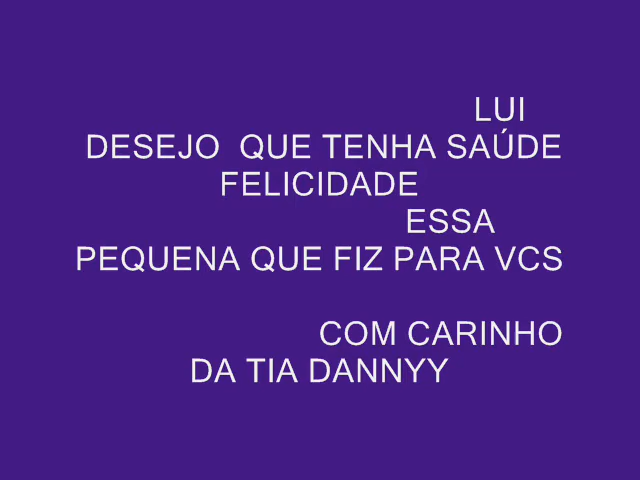 LUI
DESEJO QUE TENHA SAÚDE
FELICIDADE
ESSA
PEQUENA QUE FIZ PARA VCS
COM CARINHO
DA TIA DANNYY